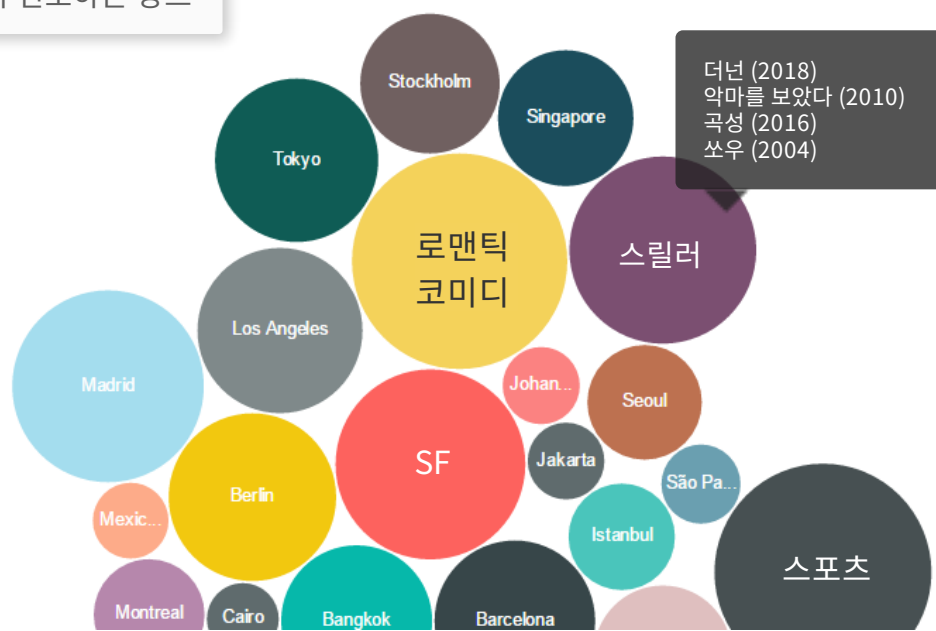 Stockholm
Singapore
더넌 (2018)
악마를 보았다 (2010)
곡성 (2016)
쏘우 (2004)
Tokyo
로맨틱
코미디
스릴러
Los Angeles
Madrid
Johan...
Seoul
SF
Jakarta
São Pa...
Berlin
Mexic...
Istanbul
스포츠
Montreal
Cairo
Bangkok
Barcelona